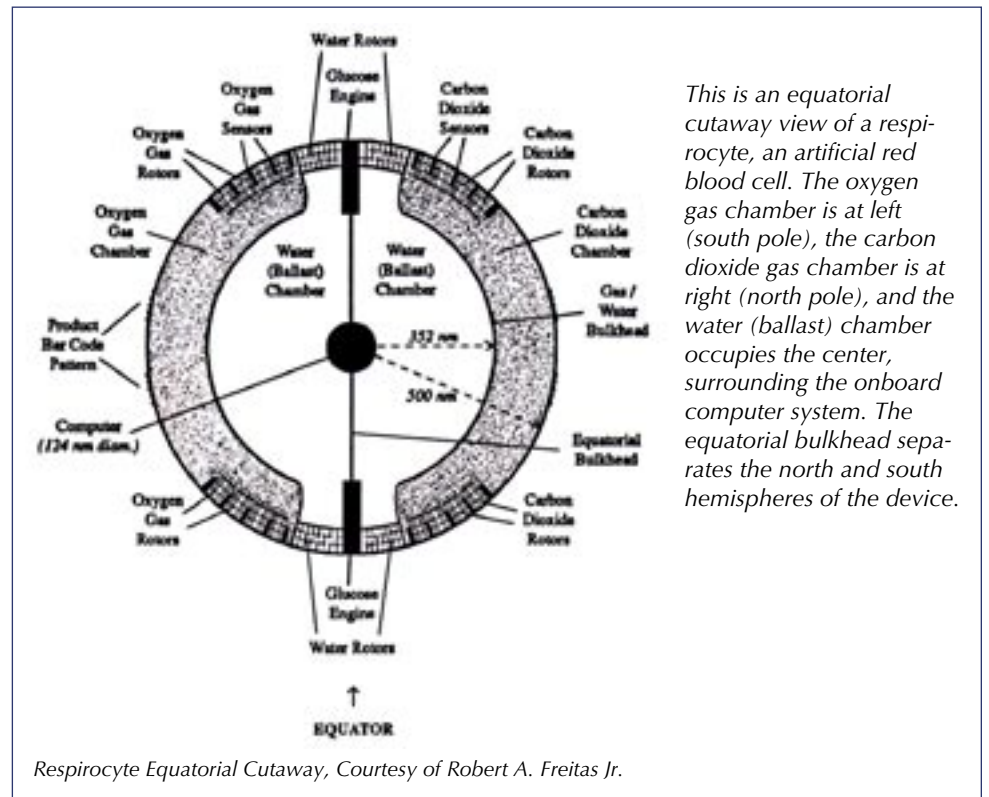 Water Rotors
Glucose
Engine
Oxygen
Gas
Sensors
Carbon
Dioxide
Sensors
Oxygen
Gas
Rotors
Carbon
Dioxide
Rotors
Oxygen
Gas
Chamber
Water
(Ballast)
Chamber
Water
(Ballast)
Chamber
Carbon
Dioxide
Chamber
Gas /
Water
Bulkhead
Product
Bar Code
Pattern
352 nm
500 nm
Computer
(124 nm diam.)
Equatorial
Bulkhead
Oxygen
Gas
Rotors
Carbon
Dioxide
Rotors
Glucose
Engine
Water Rotors
↑
EQUATOR
This is an equatorial
cutaway view of a respi-
rocyte, an artificial red
blood cell. The oxygen
gas chamber is at left
(south pole), the carbon
dioxide gas chamber is at
right (north pole), and the
water (ballast) chamber
occupies the center,
surrounding the onboard
computer system. The
equatorial bulkhead sepa-
rates the north and south
hemispheres of the device.
Respirocyte Equatorial Cutaway, Courtesy of Robert A. Freitas Jr.